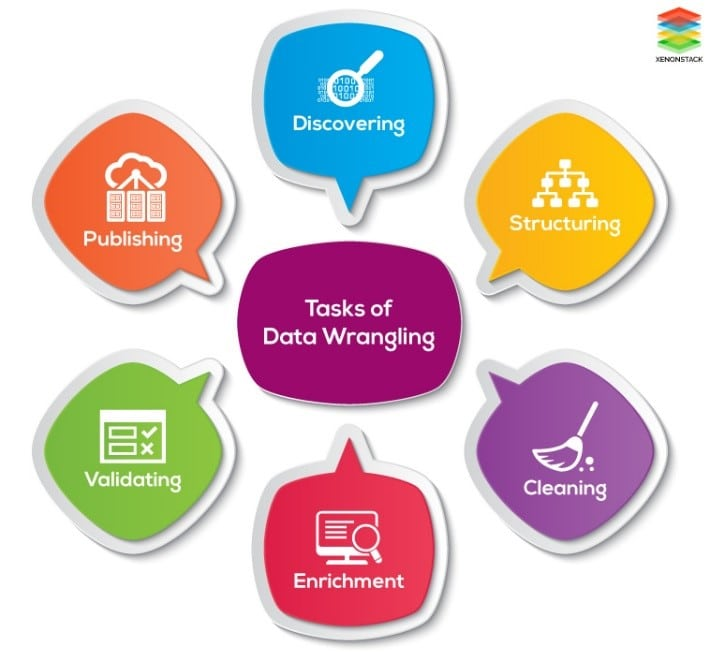 XENONSTACK
Discovering
Structuring
Publishing
Tasks of
Data Wrangling
Cleaning
Validating
Enrichment